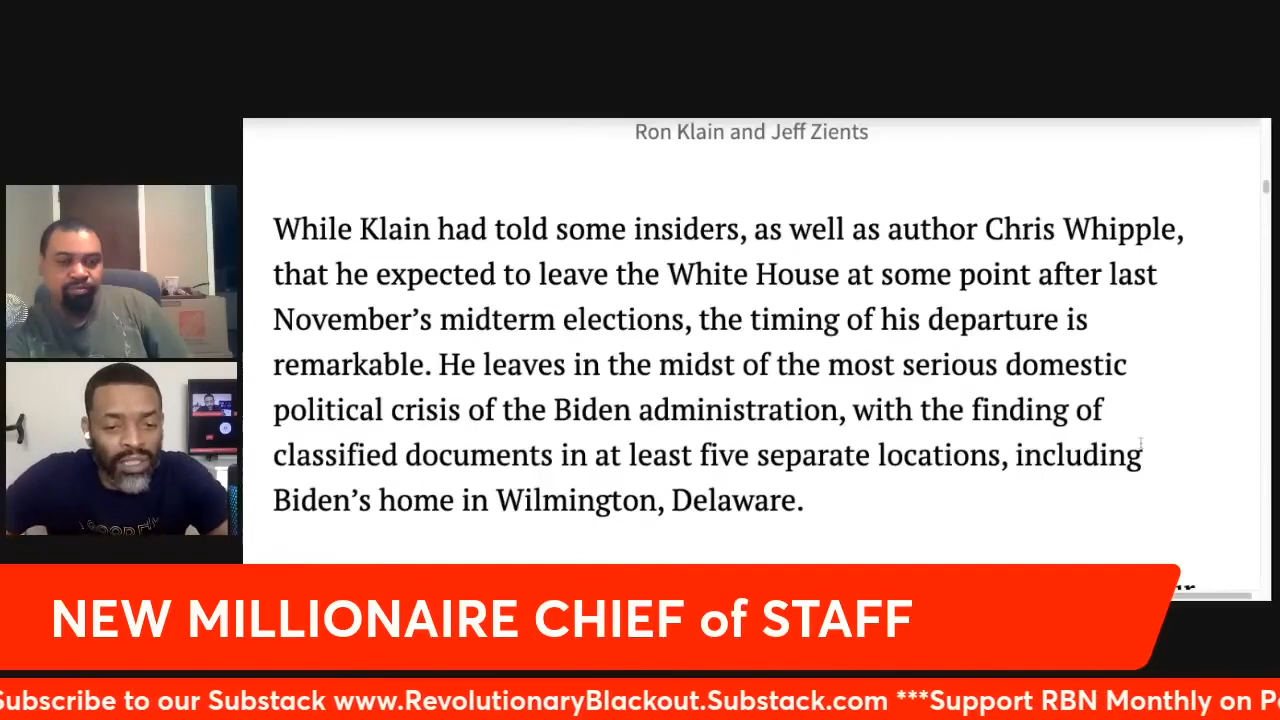 Ron Klain and Jeff Zients
While Klain had told some insiders, as well as author Chris Whipple,
that he expected to leave the White House at some point after last
November's midterm elections, the timing of his departure is
remarkable. He leaves in the midst of the most serious domestic
political crisis of the Biden administration, with the finding of
classified documents in at least five separate locations, including
Biden's home in Wilmington, Delaware.
NEW MILLIONAIRE CHIEF of STAFF
Subscribe to our Substack www.RevolutionaryBlackout.Substack.com ***Support RBN Monthly on